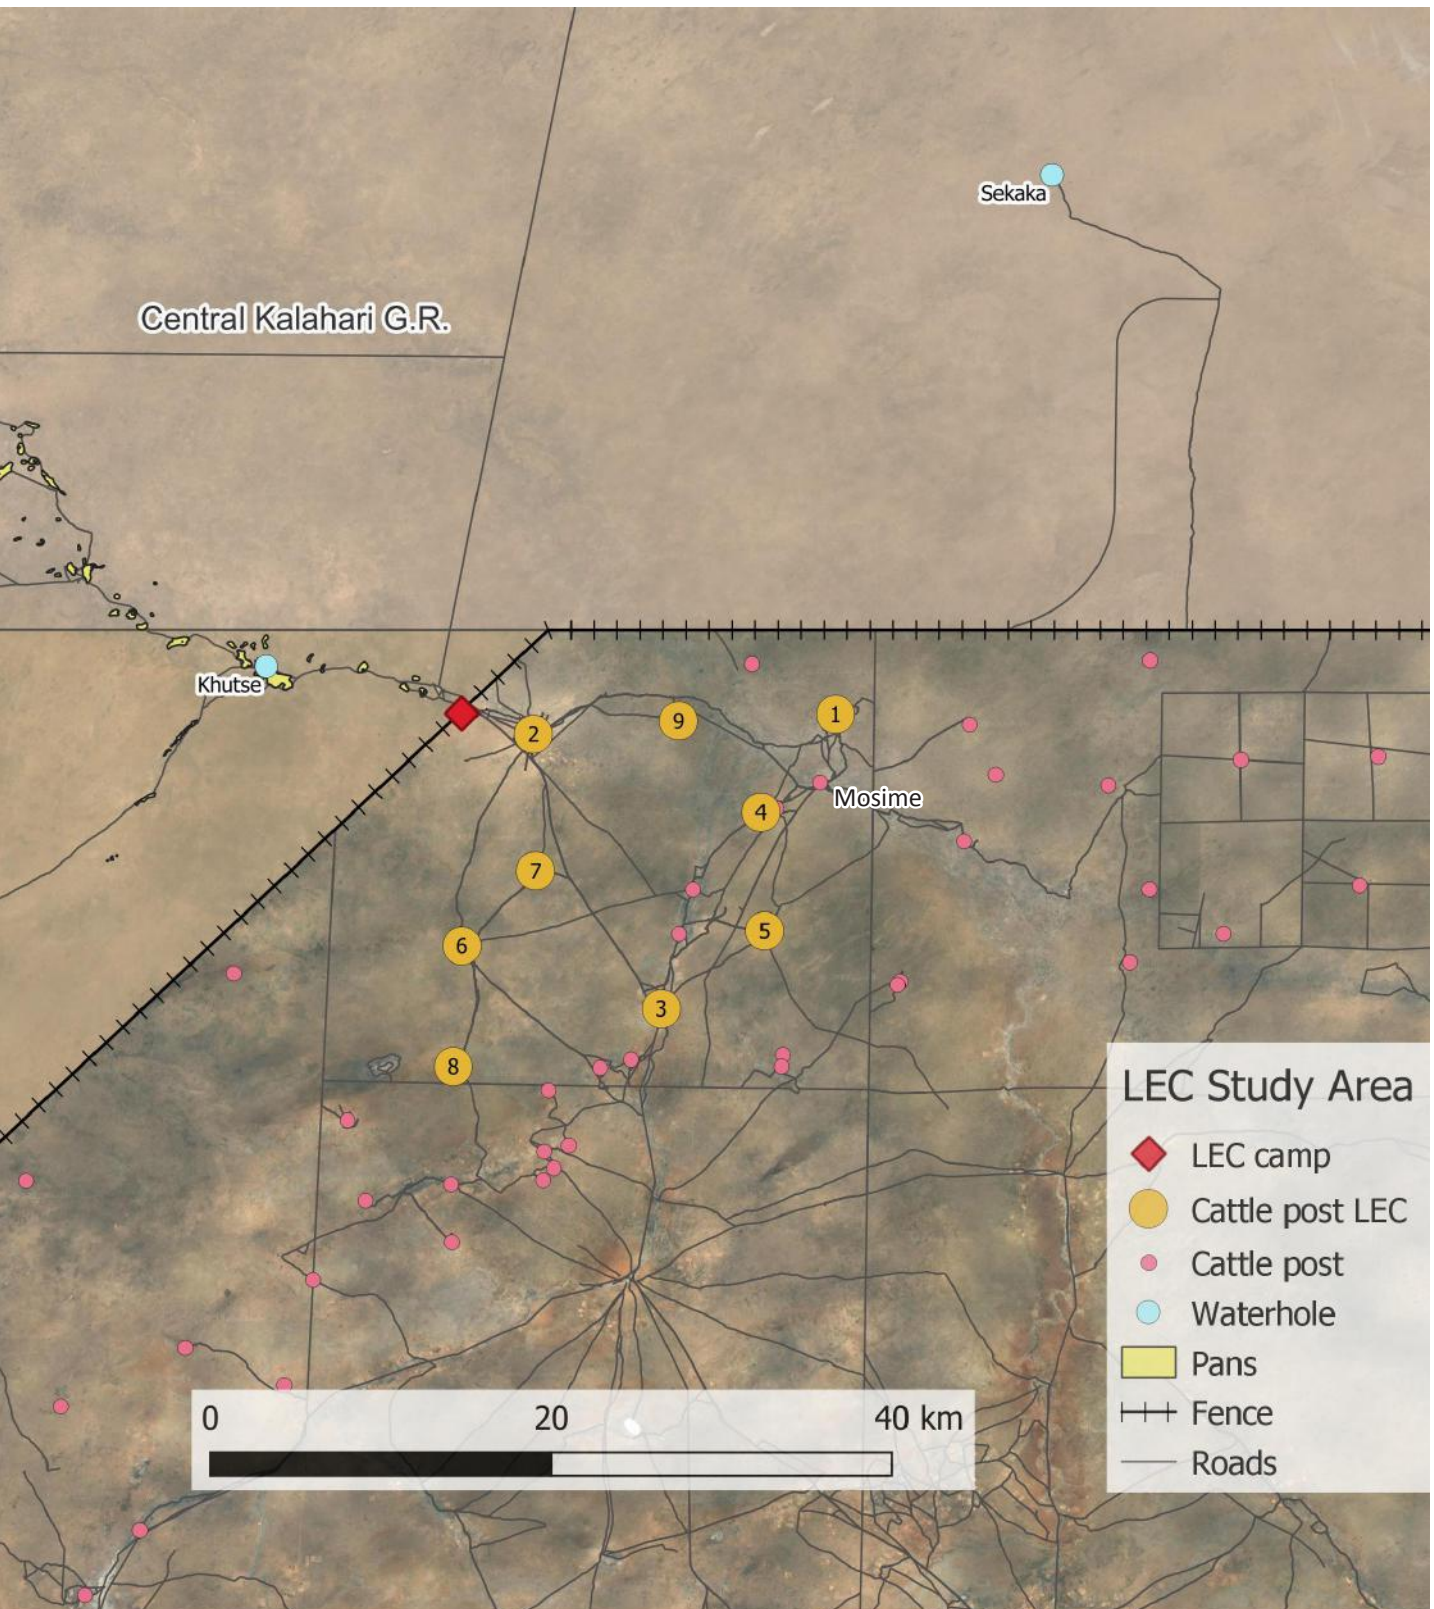 Sekaka
Central Kalahari G.R.
Khutse
1
9
2
Mosime
4
7
5
6
3
8
LEC Study Area
LEC camp
Cattle post LEC
Cattle post
Waterhole
Pans
Fence
Roads
0 20 40 km